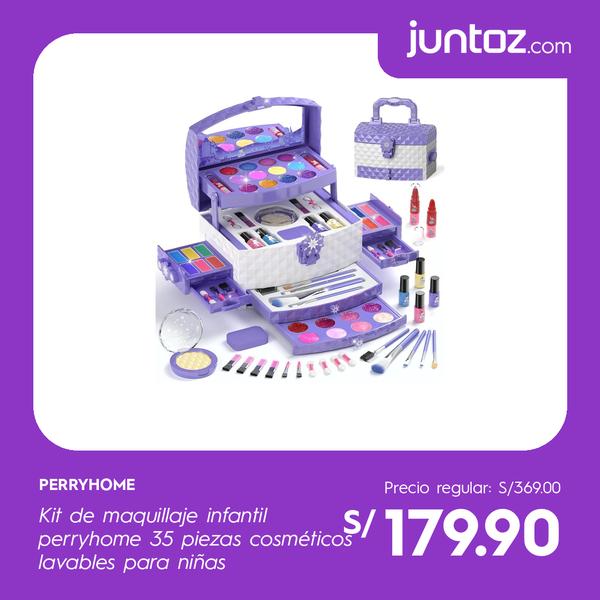 juntoz.com
PERRYHOME
Kit de maquillaje infantil
perryhome 35 piezas cosméticos
lavables para niñas
Precio regular: S/369.00
S/179.90